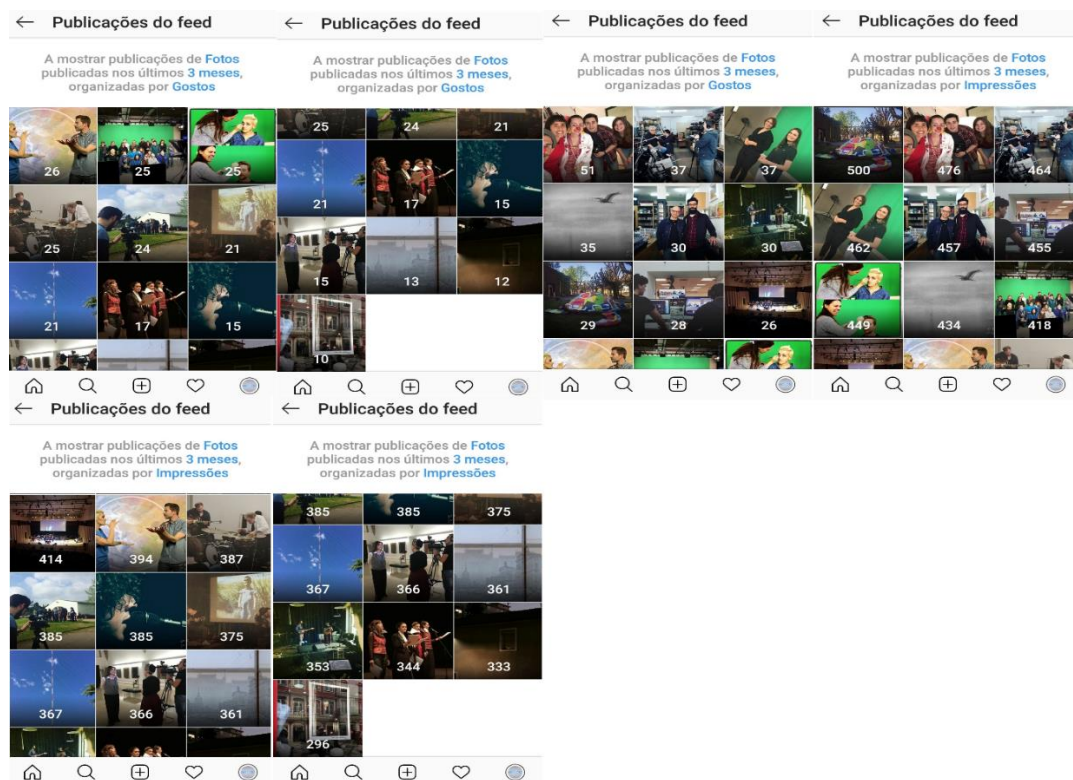 Publicações do feed
A mostrar publicações de Fotos
publicadas nos últimos 3 meses,
organizadas por Gostos
26 25 25
25 24 21
21 17 15
Publicações do feed
A mostrar publicações de Fotos
publicadas nos últimos 3 meses,
organizadas por Gostos
25 24 21
21 17 15
15 13 12
10
Publicações do feed
A mostrar publicações de Fotos
publicadas nos últimos 3 meses,
organizadas por Gostos
51 37 37
35 30 30
29 28 26
Publicações do feed
A mostrar publicações de Fotos
publicadas nos últimos 3 meses,
organizadas por Impressões
500 476 464
462 457 455
449 434 418
Publicações do feed
A mostrar publicações de Fotos
publicadas nos últimos 3 meses,
organizadas por Impressões
414 394 387
385 385 375
367 366 361
Publicações do feed
A mostrar publicações de Fotos
publicadas nos últimos 3 meses,
organizadas por Impressões
385 385 375
367 366 361
353 344 333
296